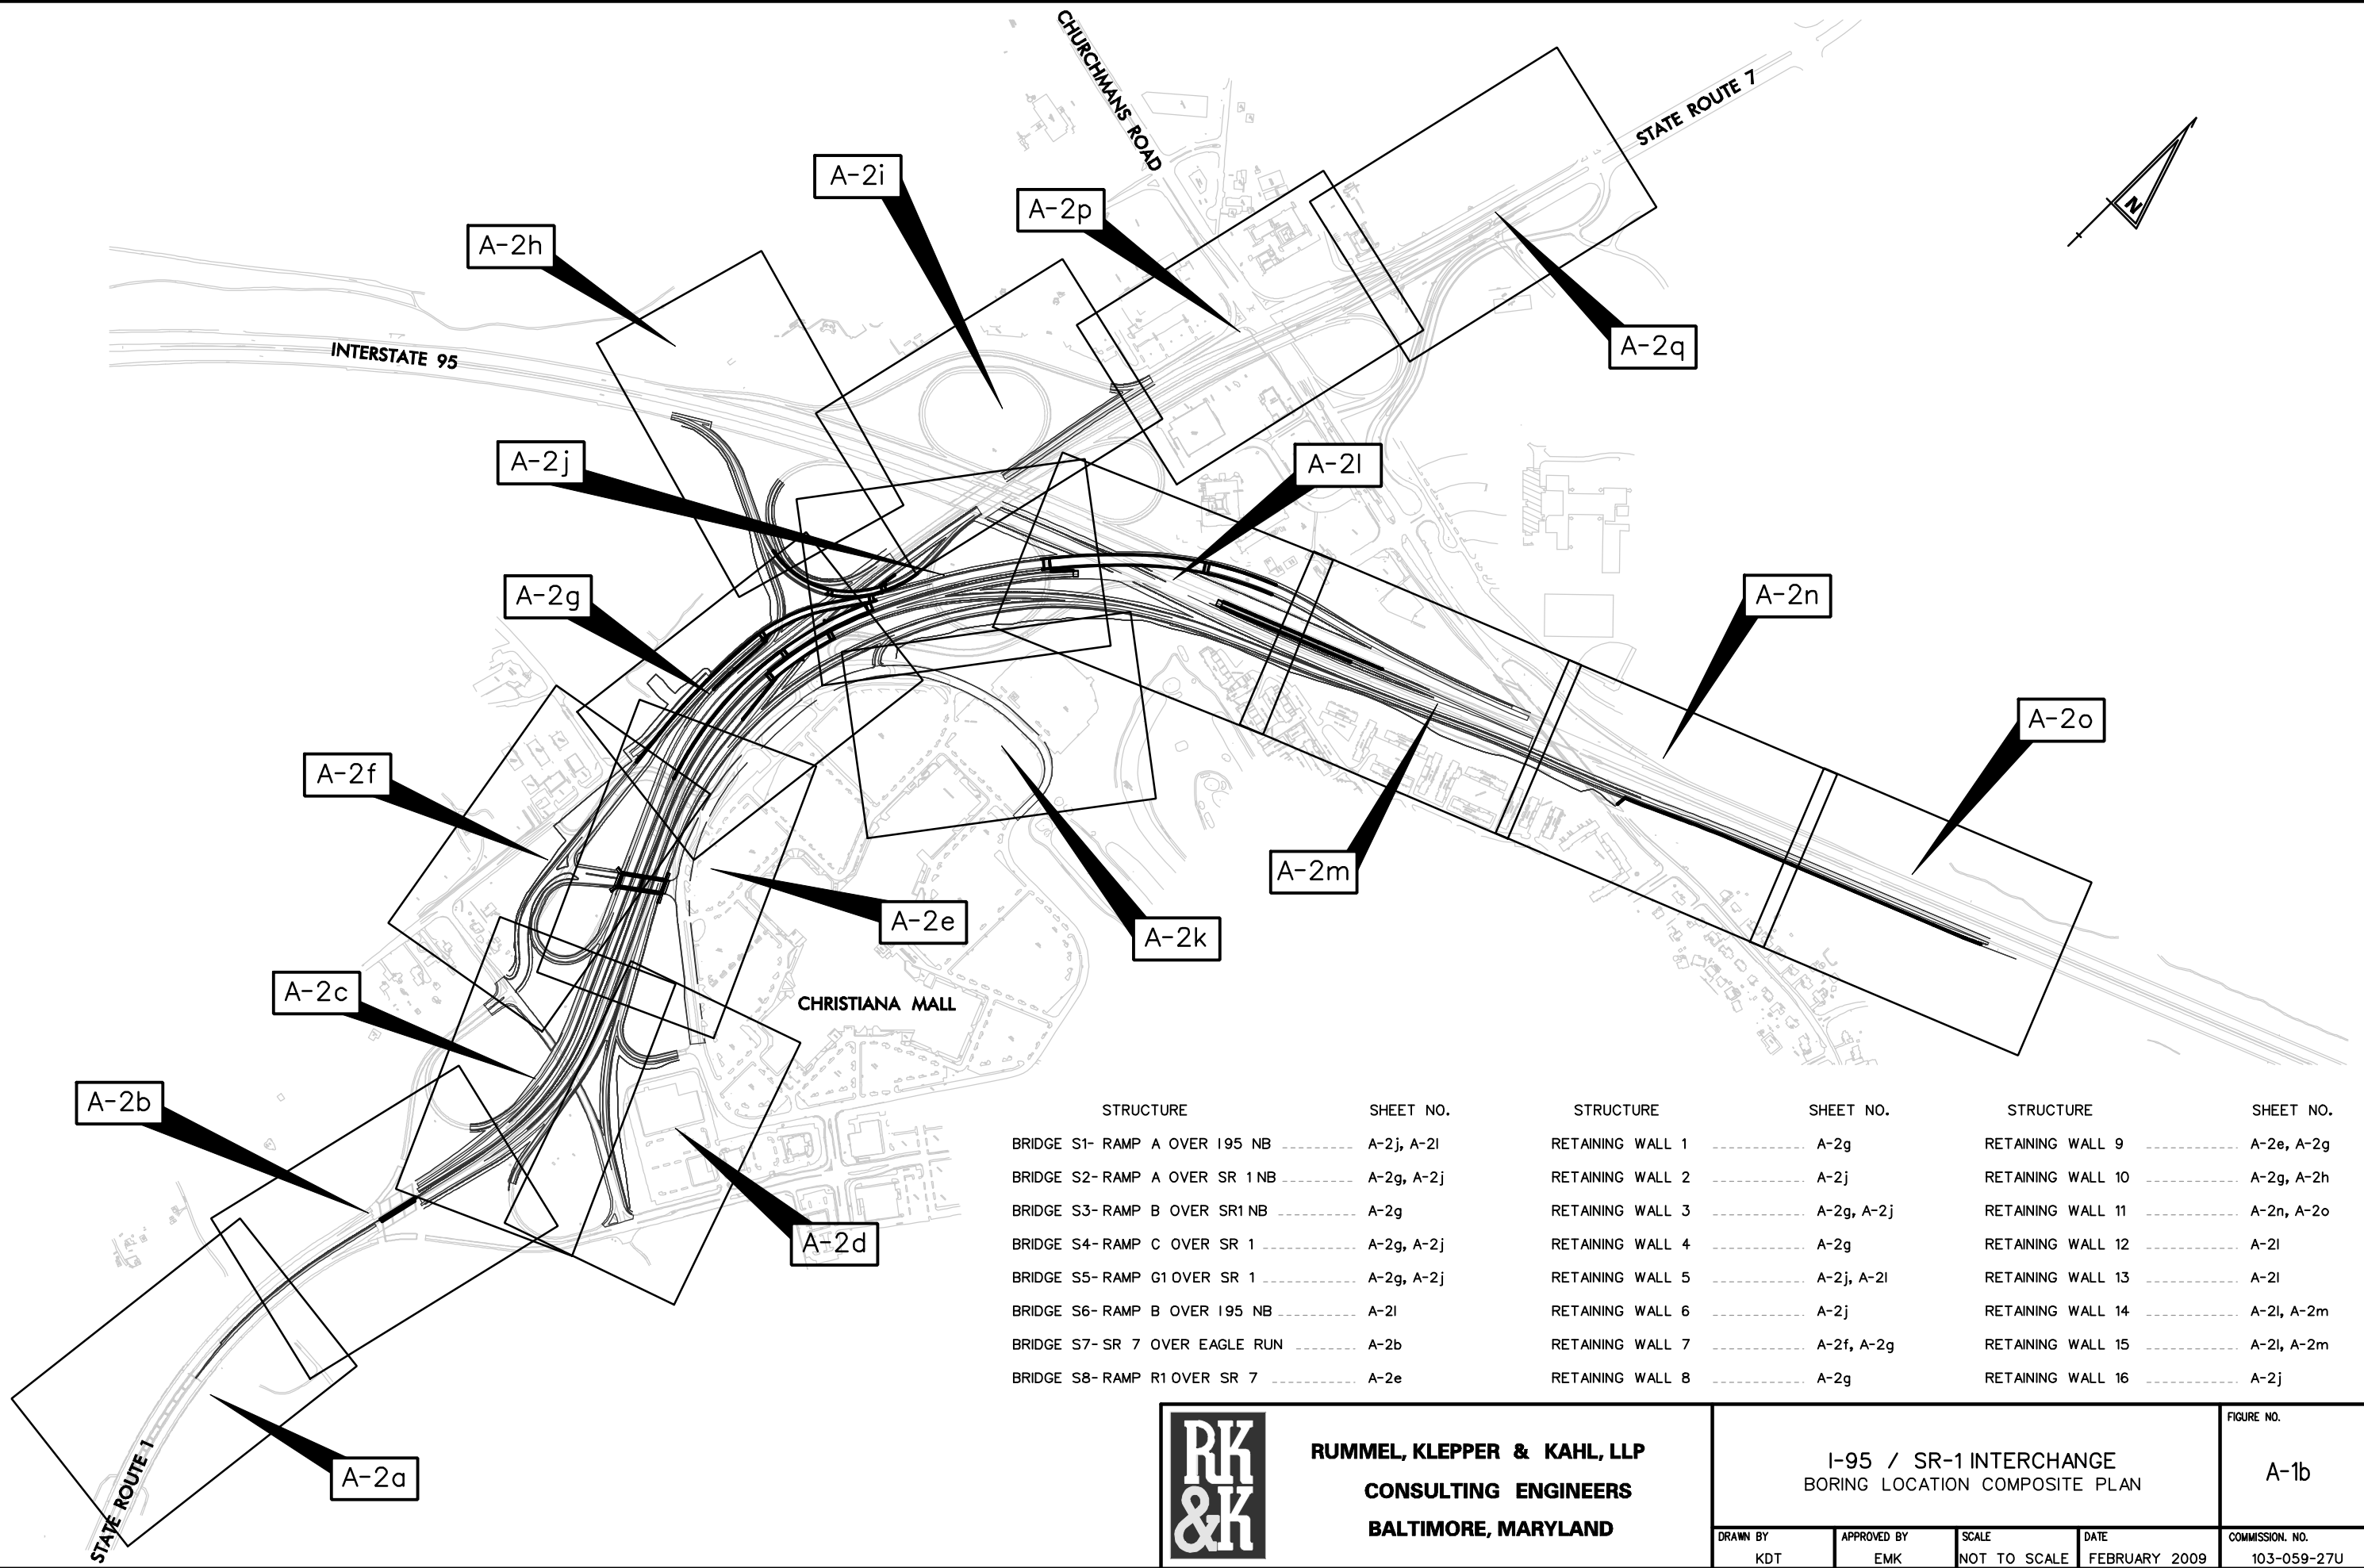 CHURCHMANS ROAD
STATE ROUTE 7
A-2i
A-2p
N
A-2h
INTERSTATE 95
A-2q
A-2j
A-2l
A-2g
A-2n
A-2o
A-2f
A-2m
A-2e
A-2k
A-2c
CHRISTIANA MALL
A-2b
A-2d
A-2a
STATE ROUTE 1
STRUCTURE SHEET NO. STRUCTURE SHEET NO. STRUCTURE SHEET NO.
BRIDGE S1- RAMP A OVER I95 NB A-2j, A-2l RETAINING WALL 1 A-2g RETAINING WALL 9 A-2e, A-2g
BRIDGE S2- RAMP A OVER SR 1 NB A-2g, A-2j RETAINING WALL 2 A-2j RETAINING WALL 10 A-2g, A-2h
BRIDGE S3- RAMP B OVER SR1 NB A-2g RETAINING WALL 3 A-2g, A-2j RETAINING WALL 11 A-2n, A-2o
BRIDGE S4- RAMP C OVER SR 1 A-2g, A-2j RETAINING WALL 4 A-2g RETAINING WALL 12 A-2l
BRIDGE S5- RAMP G1 OVER SR 1 A-2g, A-2j RETAINING WALL 5 A-2j, A-2l RETAINING WALL 13 A-2l
BRIDGE S6- RAMP B OVER I95 NB A-2l RETAINING WALL 6 A-2j RETAINING WALL 14 A-2l, A-2m
BRIDGE S7- SR 7 OVER EAGLE RUN A-2b RETAINING WALL 7 A-2f, A-2g RETAINING WALL 15 A-2l, A-2m
BRIDGE S8- RAMP R1 OVER SR 7 A-2e RETAINING WALL 8 A-2g RETAINING WALL 16 A-2j
RK
&K
RUMMEL, KLEPPER & KAHL, LLP
CONSULTING ENGINEERS
BALTIMORE, MARYLAND
I-95 / SR-1 INTERCHANGE
BORING LOCATION COMPOSITE PLAN
FIGURE NO.
A-1b
DRAWN BY
KDT
APPROVED BY
EMK
SCALE
NOT TO SCALE
DATE
FEBRUARY 2009
COMMISSION. NO.
103-059-27U